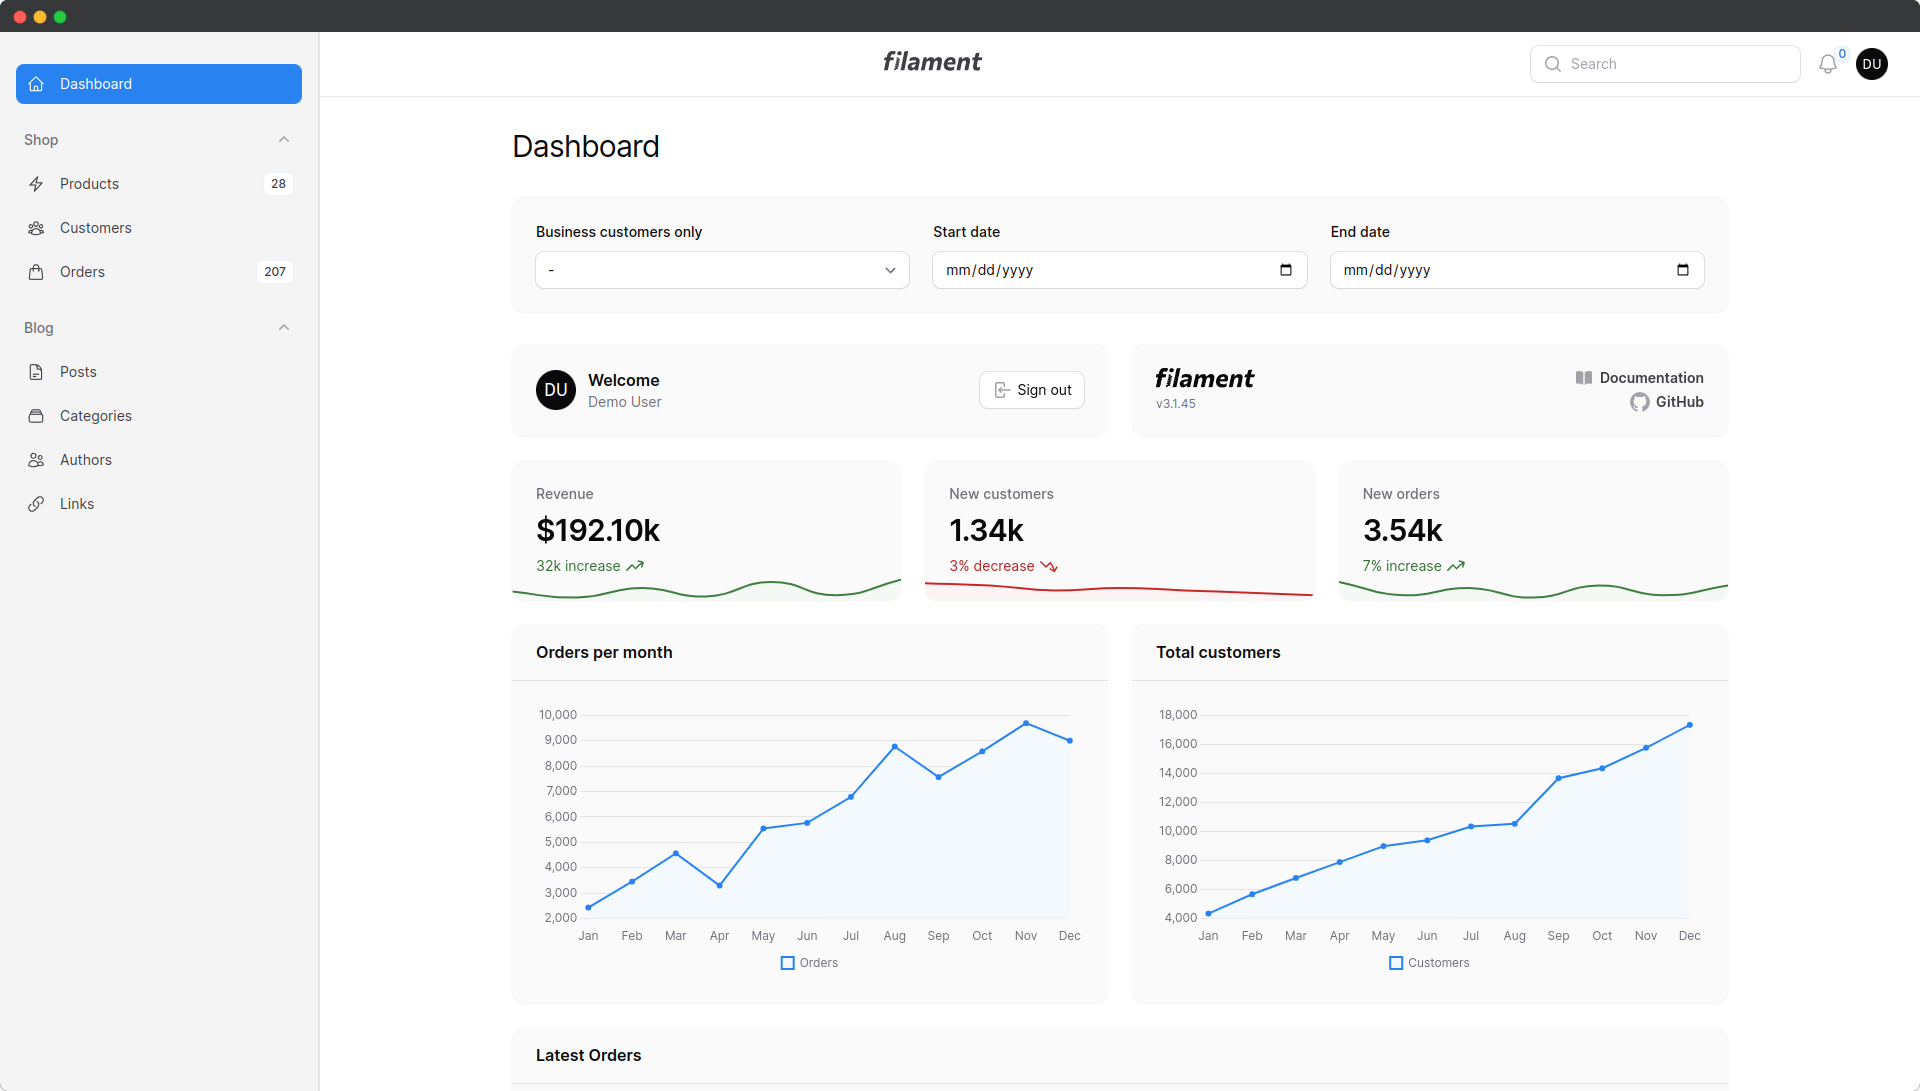 filament
Search
0
DU
Dashboard
Shop
Products 28
Customers
Orders 207
Blog
Posts
Categories
Authors
Links
Dashboard
Business customers only
-
Start date
mm/dd/yyyy
End date
mm/dd/yyyy
DU
Welcome
Demo User
Sign out
filament
v3.1.45
Documentation
GitHub
Revenue
$192.10k
32k increase
New customers
1.34k
3% decrease
New orders
3.54k
7% increase
Orders per month
10,000
9,000
8,000
7,000
6,000
5,000
4,000
3,000
2,000
Jan Feb Mar Apr May Jun Jul Aug Sep Oct Nov Dec
Orders
Total customers
18,000
16,000
14,000
12,000
10,000
8,000
6,000
4,000
Jan Feb Mar Apr May Jun Jul Aug Sep Oct Nov Dec
Customers
Latest Orders